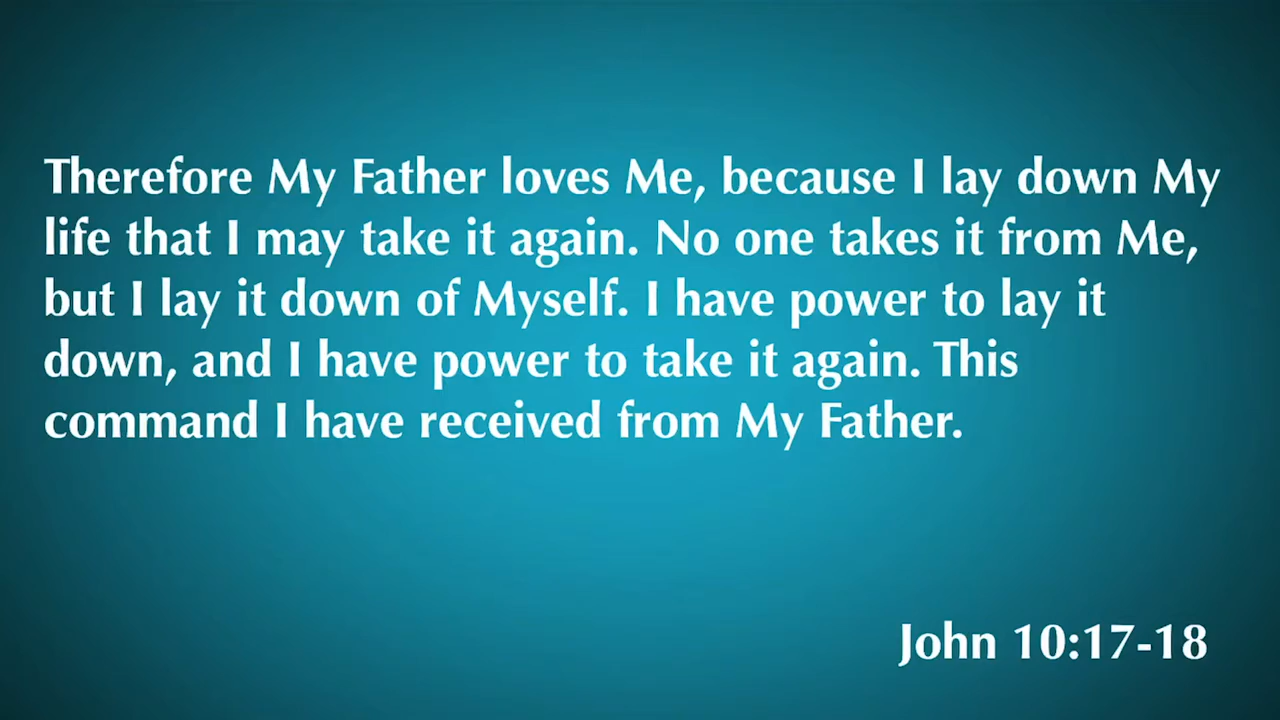 Therefore My Father loves Me, because I lay down My
life that I may take it again. No one takes it from Me,
but I lay it down of Myself. I have power to lay it
down, and I have power to take it again. This
command I have received from My Father.
John 10:17-18